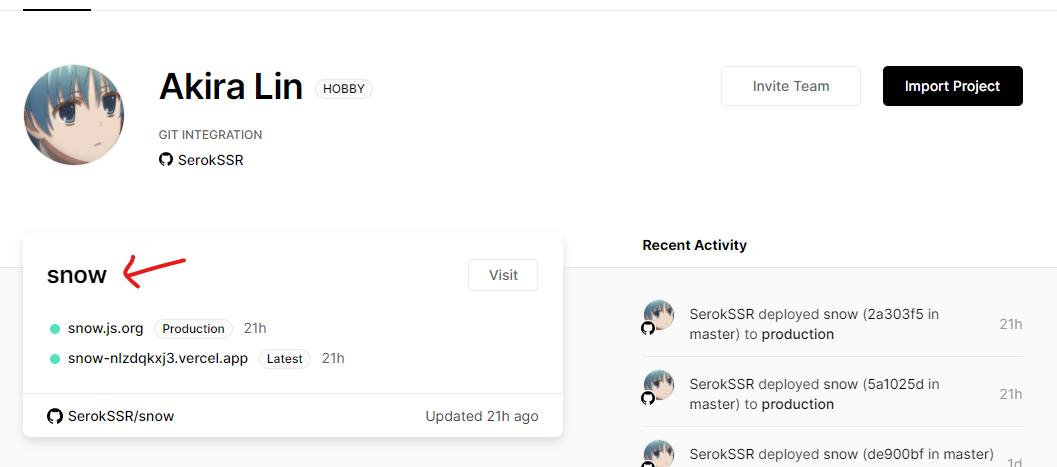 Akira Lin HOBBY
Invite Team
Import Project
GIT INTEGRATION
SerokSSR
snow
Visit
snow.js.org Production 21h
snow-nlzdqkxj3.vercel.app Latest 21h
SerokSSR/snow
Updated 21h ago
Recent Activity
SerokSSR deployed snow (2a303f5 in
master) to production
21h
SerokSSR deployed snow (5a1025d in
master) to production
21h
SerokSSR deployed snow (de900bf in master)
1d